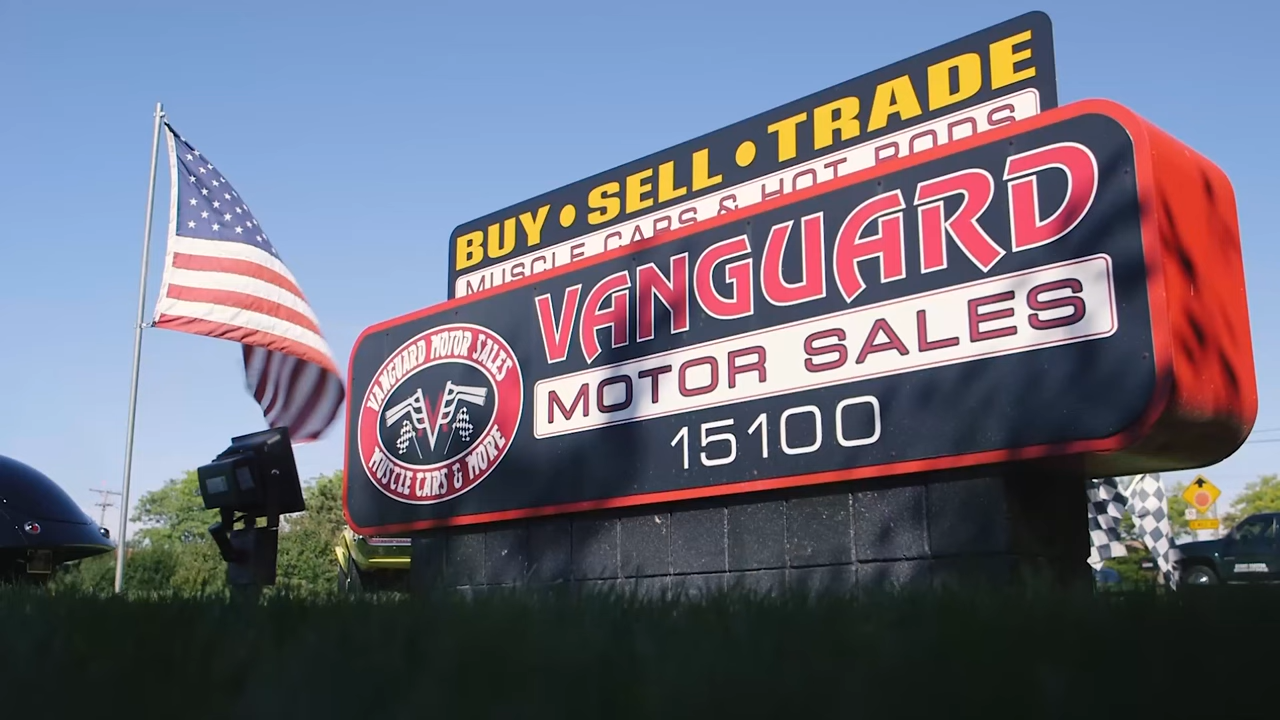 BUY • SELL • TRADE
MUSCLE CARS & HOT RODS
VANGUARD
MOTOR SALES
15100
VANGUARD MOTOR SALES
MUSCLE CARS & MORE